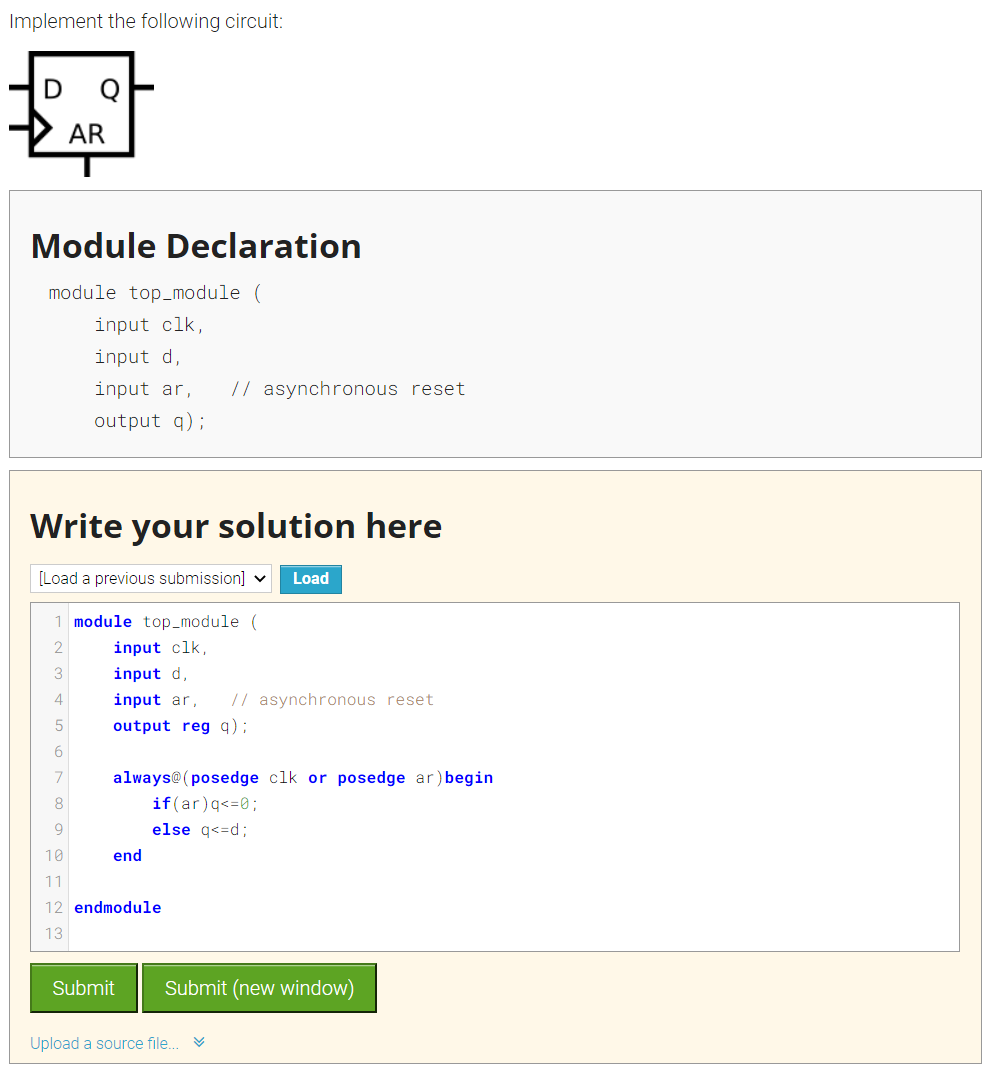 Implement the following circuit:
D Q
AR
Module Declaration
module top_module (
    input clk,
    input d,
    input ar,   // asynchronous reset
    output q);
Write your solution here
[Load a previous submission] Load
1 module top_module (
2     input clk,
3     input d,
4     input ar,   // asynchronous reset
5     output reg q);
6
7     always@(posedge clk or posedge ar)begin
8         if(ar)q<=0;
9         else q<=d;
10     end
11
12 endmodule
13
Submit Submit (new window)
Upload a source file...